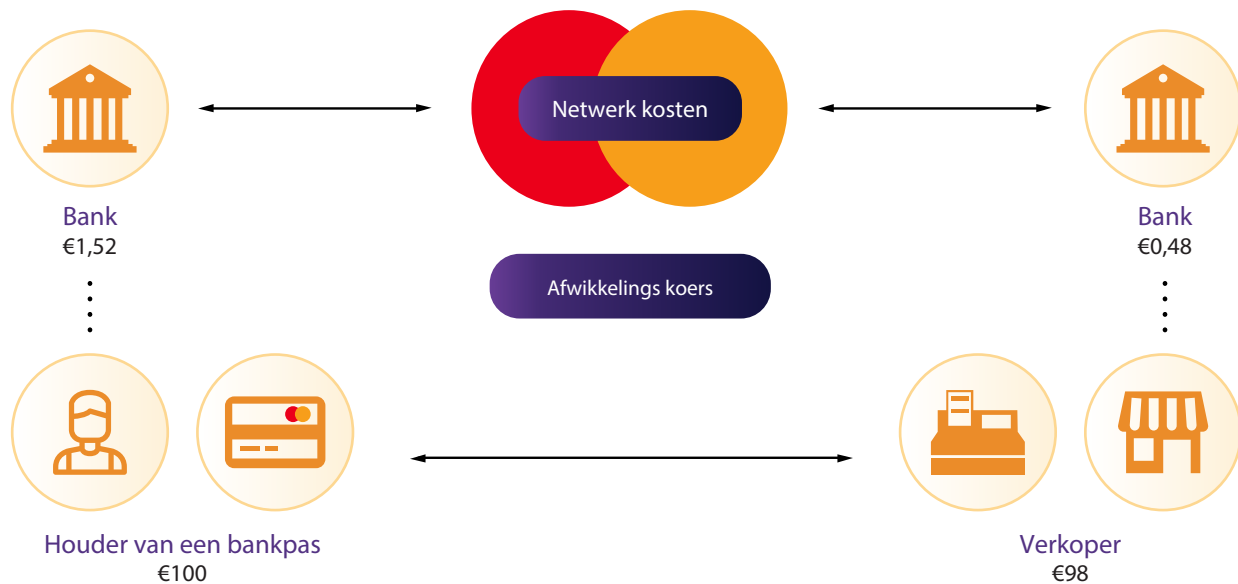 Netwerk kosten
Bank
€1,52
Bank
€0,48
Afwikkelings koers
Houder van een bankpas
€100
Verkoper
€98